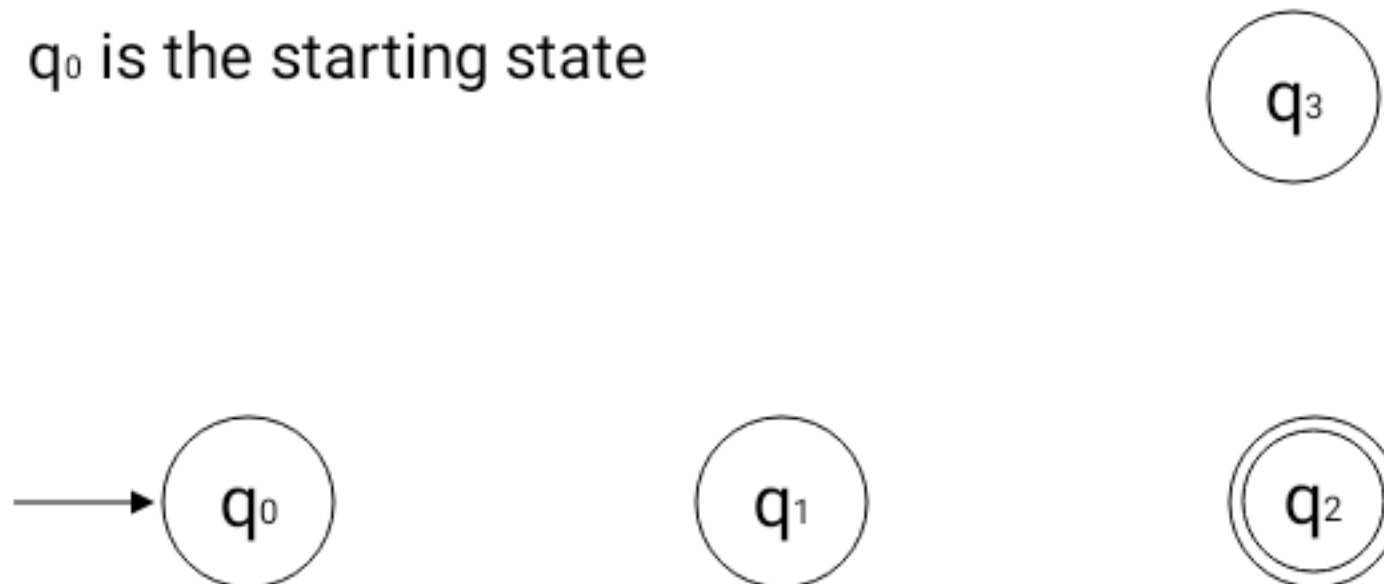 q₀ is the starting state
q₃
q₀
q₁
q₂